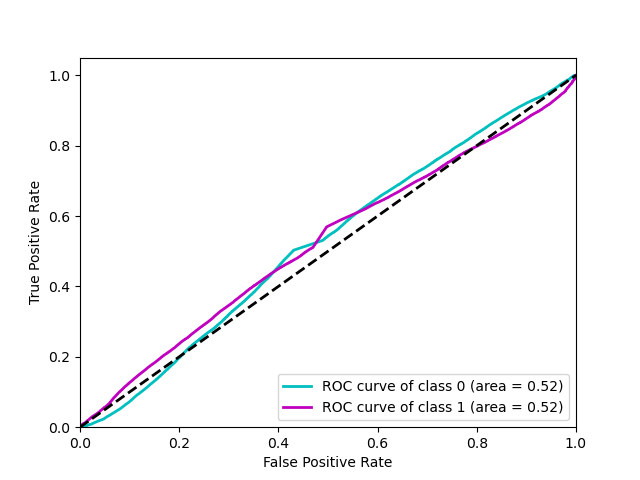 1.0
0.8
0.6
0.4
0.2
0.0
True Positive Rate
ROC curve of class 0 (area = 0.52)
ROC curve of class 1 (area = 0.52)
0.0 0.2 0.4 0.6 0.8 1.0
False Positive Rate